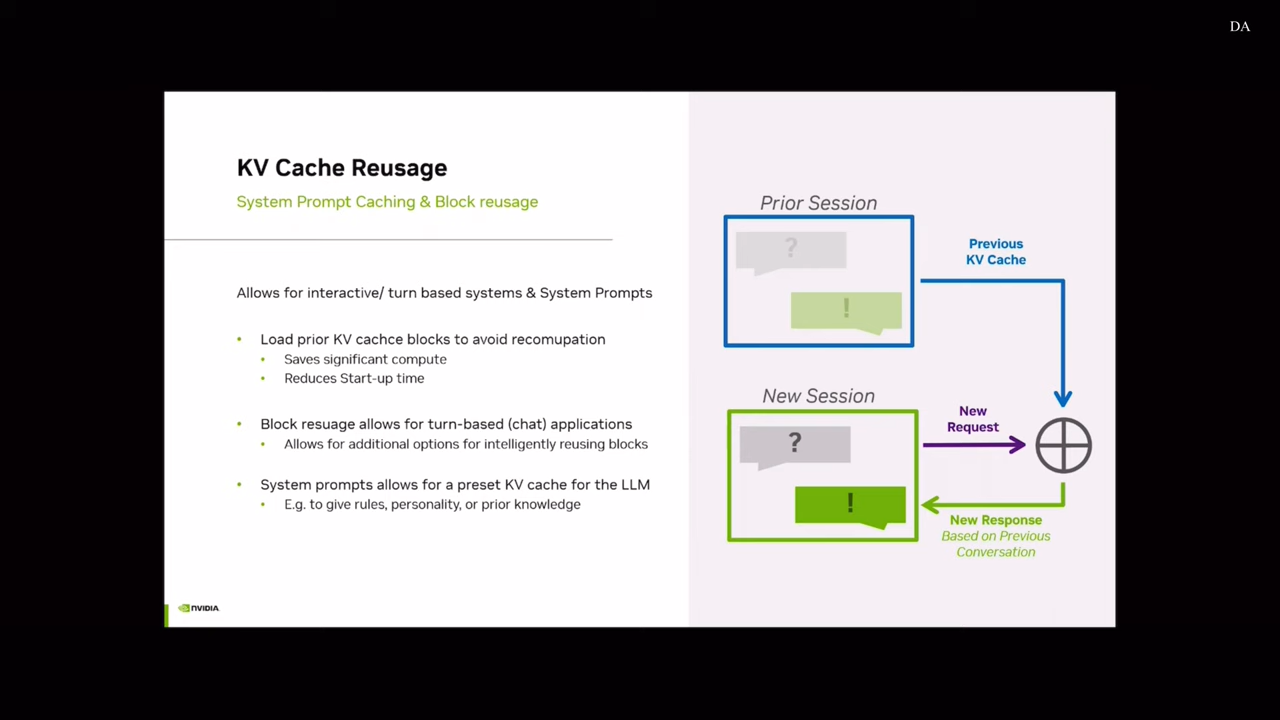 DA
KV Cache Reusage
System Prompt Caching & Block reusage
Allows for interactive/ turn based systems & System Prompts
• Load prior KV cachce blocks to avoid recomupation
• Saves significant compute
• Reduces Start-up time
• Block resuage allows for turn-based (chat) applications
• Allows for additional options for intelligently reusing blocks
• System prompts allows for a preset KV cache for the LLM
• E.g. to give rules, personality, or prior knowledge
NVIDIA
Prior Session
?
!
Previous
KV Cache
New Session
?
!
New
Request
New Response
Based on Previous
Conversation